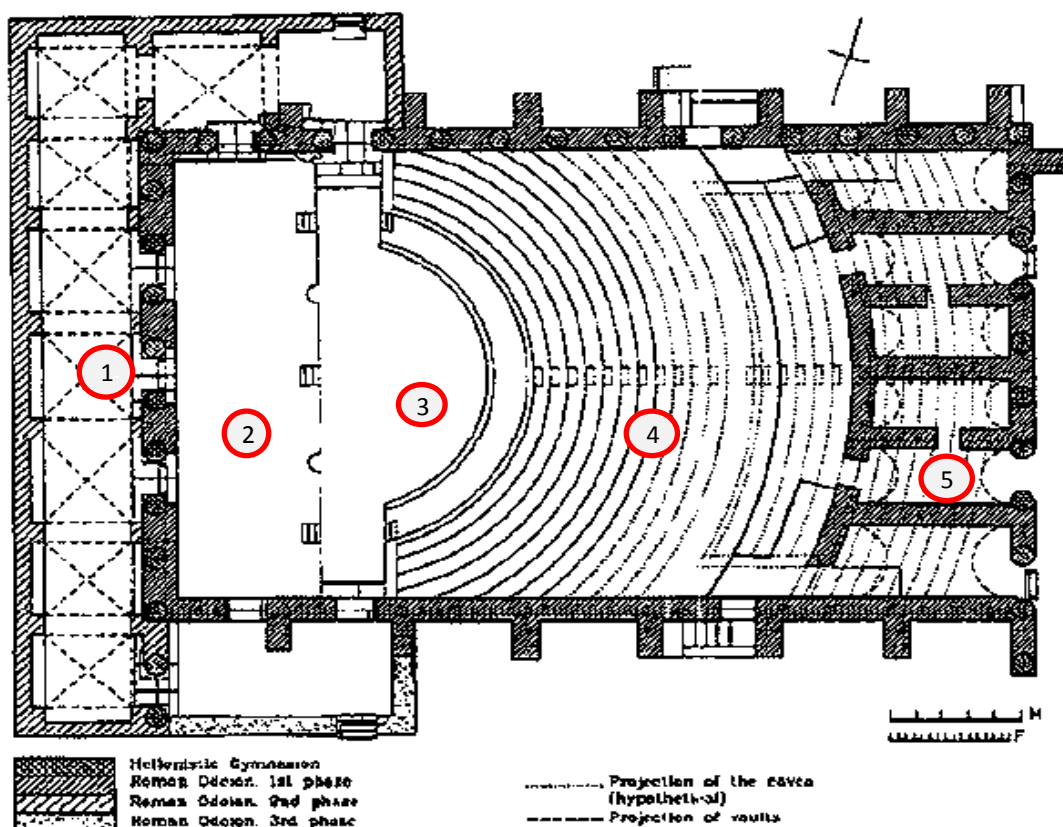 1
2
3
4
5
M
F
Hellenistic Gymnasion
Roman Odeion, 1st phase
Roman Odeion, 2nd phase
Roman Odeion, 3rd phase
Projection of the cavea
(hypothetical)
Projection of vaults